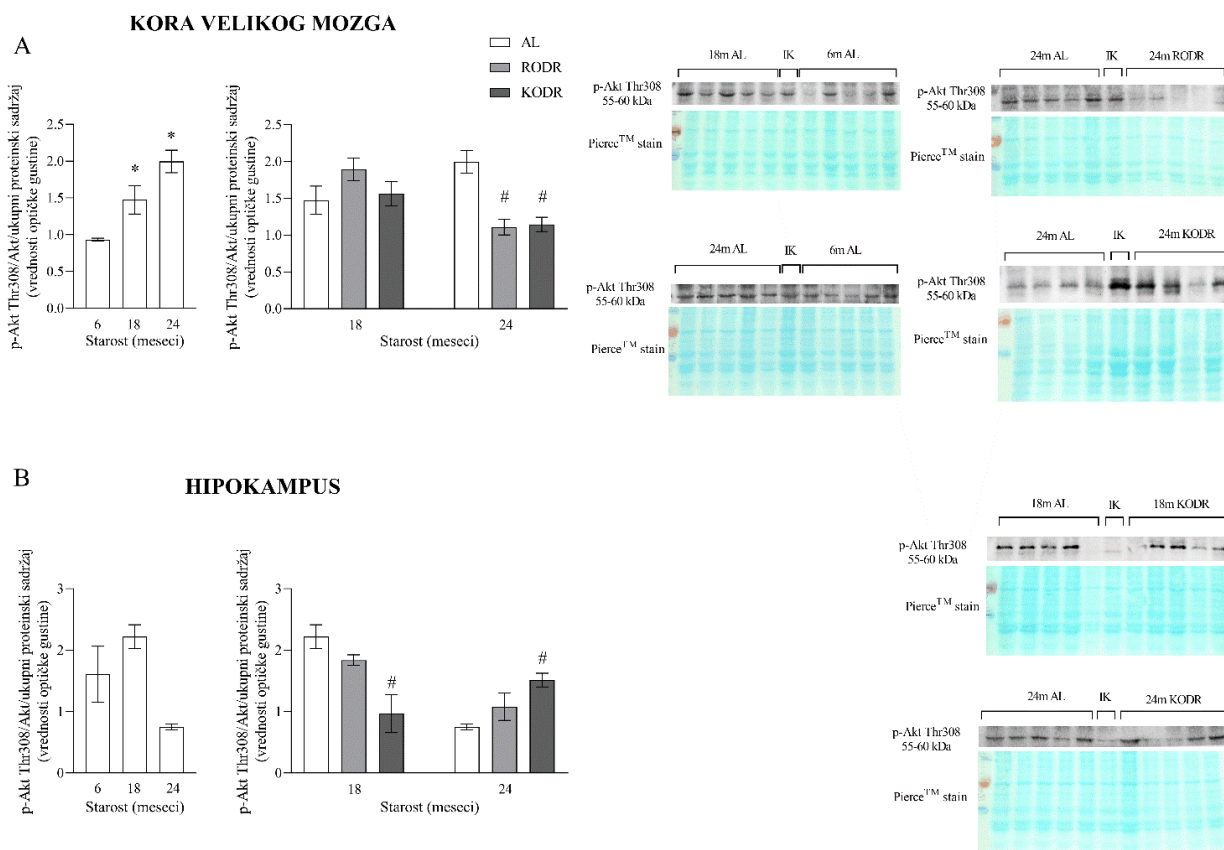 KORA VELIKOG MOZGA
A
AL
RODR
KODR
p-Akt Thr308/Akt/ukupni proteinski sadržaj
(vrednosti optičke gustine)
2.5
2.0
1.5
1.0
0.5
0.0
*
*
6
18
24
Starost (meseci)
p-Akt Thr308/Akt/ukupni proteinski sadržaj
(vrednosti optičke gustine)
2.5
2.0
1.5
1.0
0.5
0.0
#
#
18
24
Starost (meseci)
18m AL
IK
6m AL
p-Akt Thr308
55-60 kDa
Pierce™ stain
24m AL
IK
24m RODR
p-Akt Thr308
55-60 kDa
Pierce™ stain
24m AL
IK
6m AL
p-Akt Thr308
55-60 kDa
Pierce™ stain
24m AL
IK
24m KODR
p-Akt Thr308
55-60 kDa
Pierce™ stain
B
HIPOKAMPUS
p-Akt Thr308/Akt/ukupni proteinski sadržaj
(vrednosti optičke gustine)
3
2
1
0
6
18
24
Starost (meseci)
p-Akt Thr308/Akt/ukupni proteinski sadržaj
(vrednosti optičke gustine)
3
2
1
0
#
#
18
24
Starost (meseci)
18m AL
IK
18m KODR
p-Akt Thr308
55-60 kDa
Pierce™ stain
24m AL
IK
24m KODR
p-Akt Thr308
55-60 kDa
Pierce™ stain